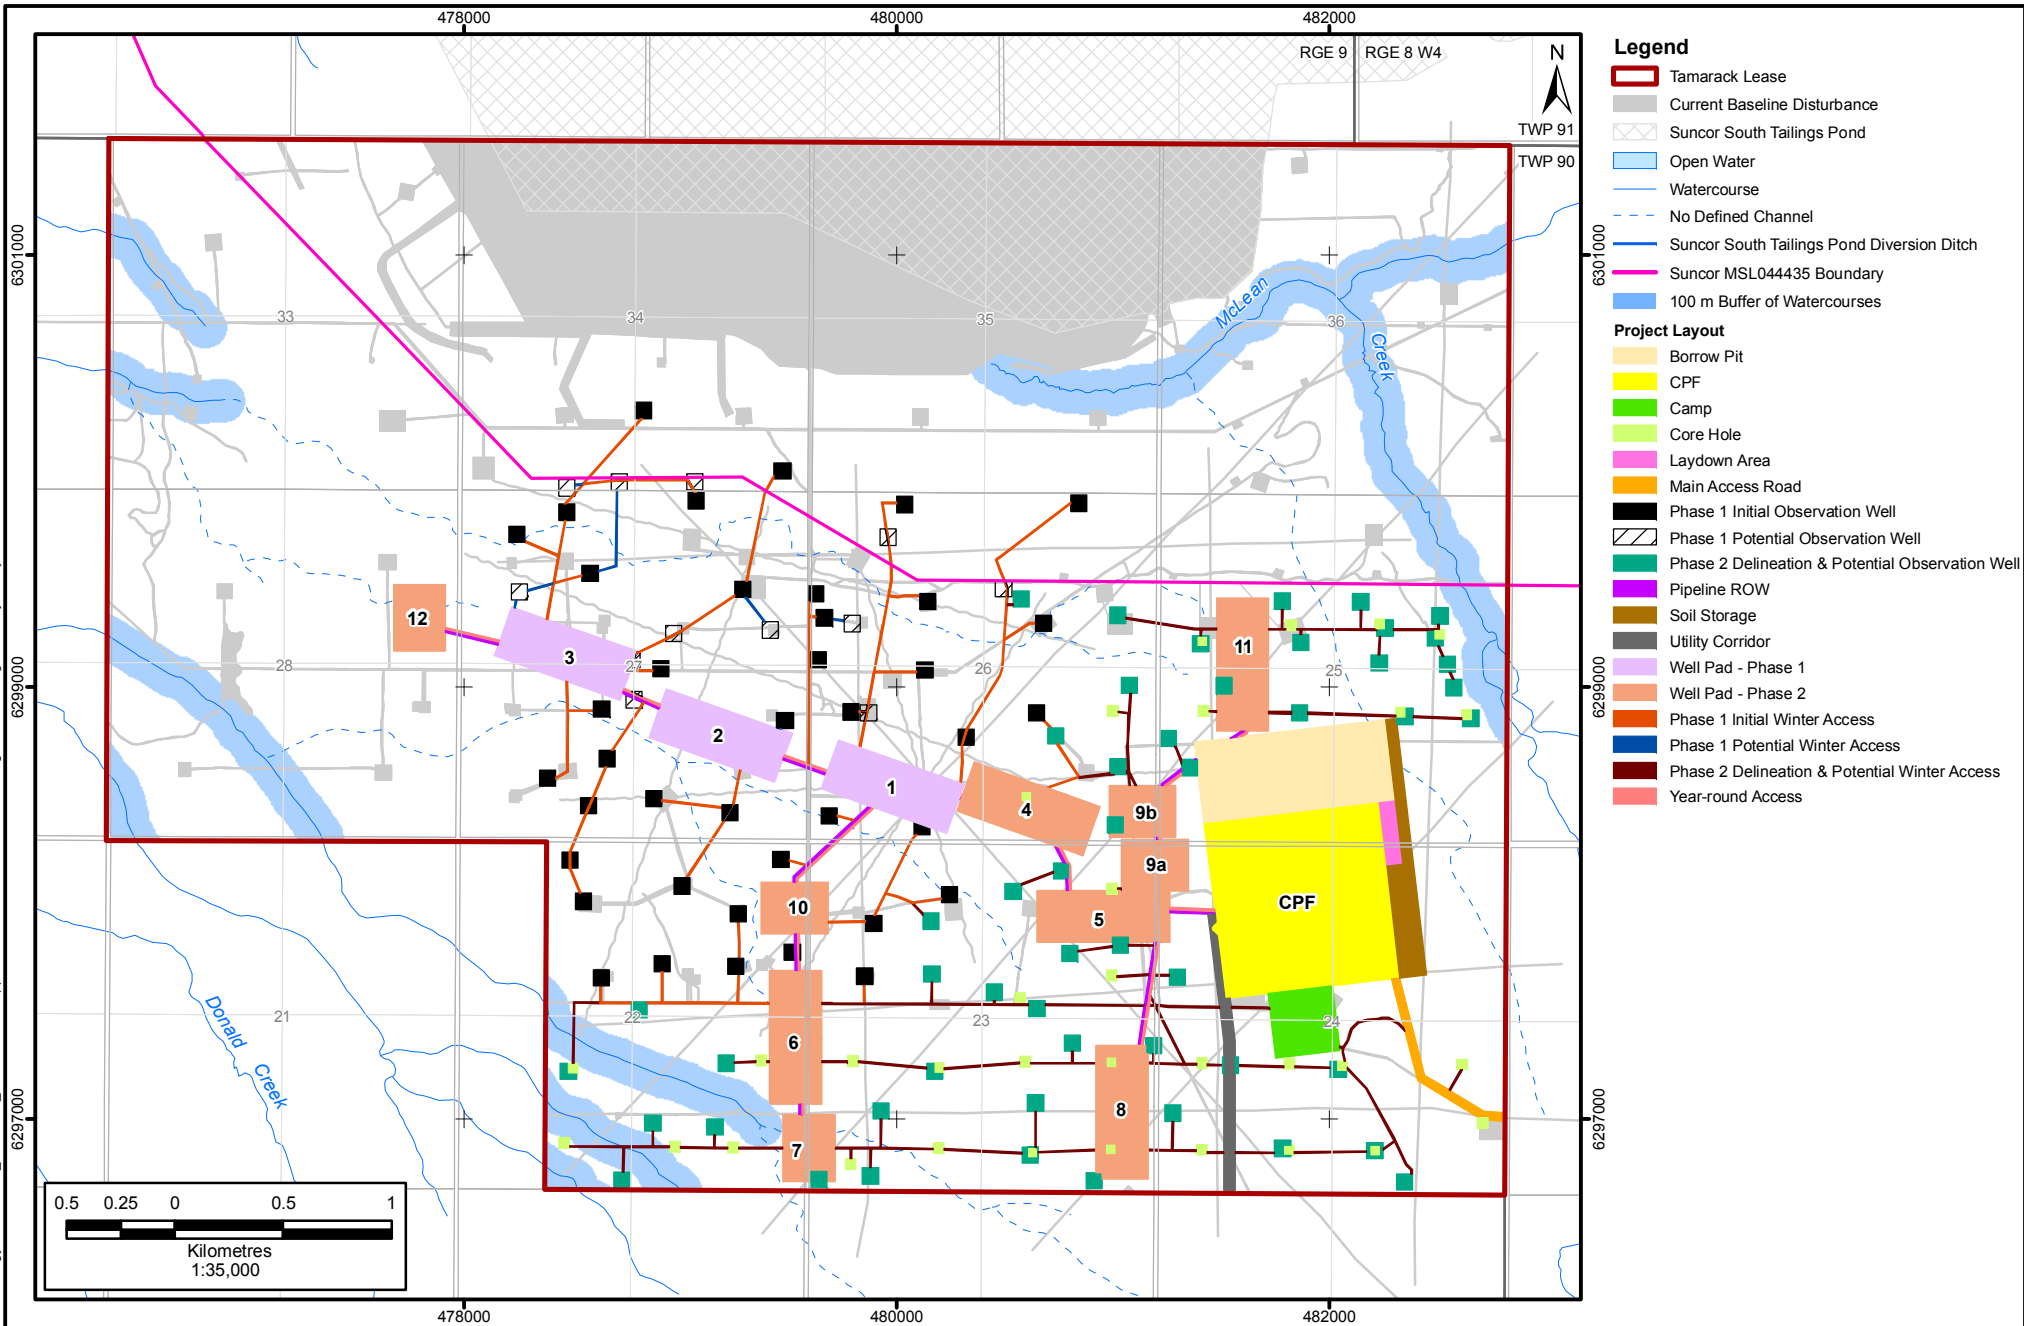 478000
480000
482000
RGE 9
RGE 8 W4
N
TWP 91
TWP 90
6301000
6301000
McLean
Creek
33
34
35
36
12
3
27
28
26
11
25
6299000
6299000
2
1
4
9b
9a
10
5
CPF
21
22
23
24
6
8
7
Donald
Creek
6297000
6297000
0.5 0.25 0 0.5 1
Kilometres
1:35,000
478000
480000
482000
Legend
Tamarack Lease
Current Baseline Disturbance
Suncor South Tailings Pond
Open Water
Watercourse
No Defined Channel
Suncor South Tailings Pond Diversion Ditch
Suncor MSL044435 Boundary
100 m Buffer of Watercourses
Project Layout
Borrow Pit
CPF
Camp
Core Hole
Laydown Area
Main Access Road
Phase 1 Initial Observation Well
Phase 1 Potential Observation Well
Phase 2 Delineation & Potential Observation Well
Pipeline ROW
Soil Storage
Utility Corridor
Well Pad - Phase 1
Well Pad - Phase 2
Phase 1 Initial Winter Access
Phase 1 Potential Winter Access
Phase 2 Delineation & Potential Winter Access
Year-round Access